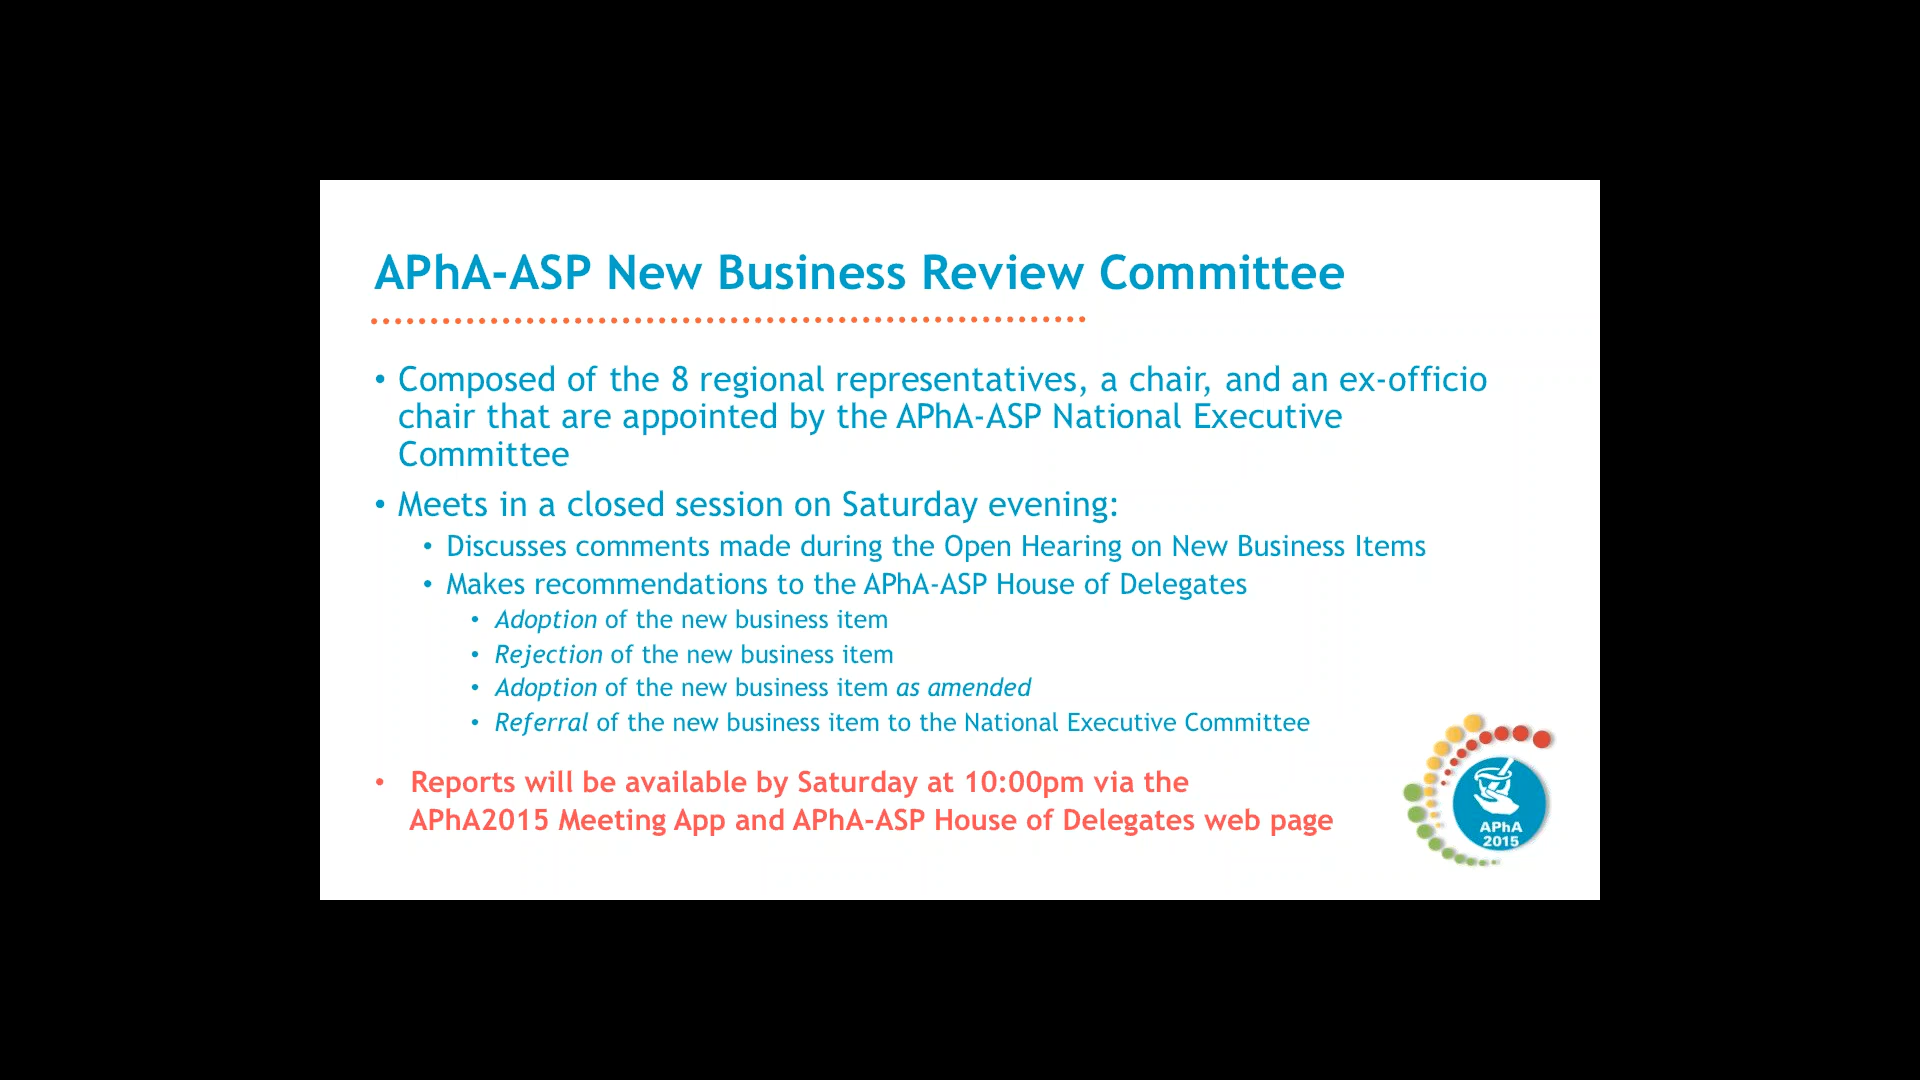 APhA-ASP New Business Review Committee
• Composed of the 8 regional representatives, a chair, and an ex-officio
chair that are appointed by the APhA-ASP National Executive
Committee
• Meets in a closed session on Saturday evening:
• Discusses comments made during the Open Hearing on New Business Items
• Makes recommendations to the APhA-ASP House of Delegates
• Adoption of the new business item
• Rejection of the new business item
• Adoption of the new business item as amended
• Referral of the new business item to the National Executive Committee
• Reports will be available by Saturday at 10:00pm via the
APhA2015 Meeting App and APhA-ASP House of Delegates web page
APhA
2015